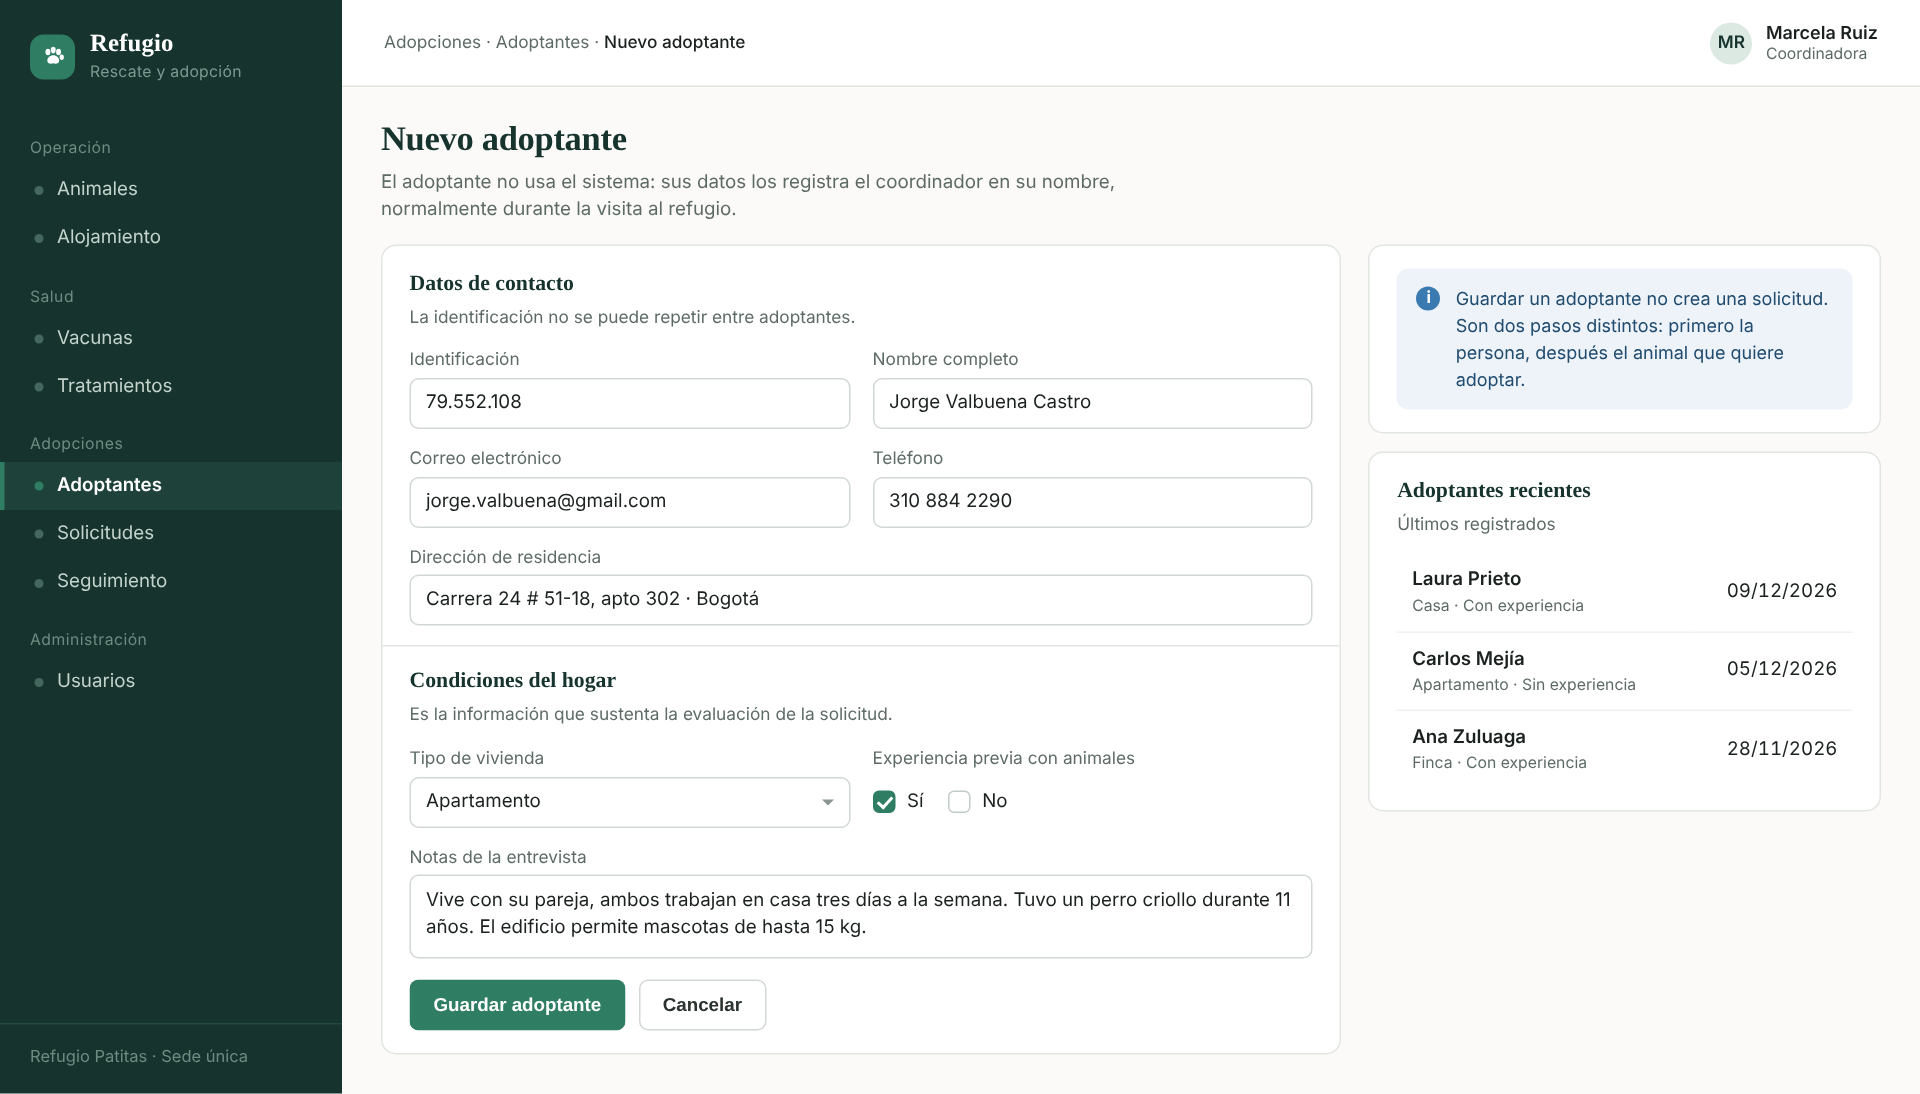 Refugio
Rescate y adopción
Operación
Animales
Alojamiento
Salud
Vacunas
Tratamientos
Adopciones
Adoptantes
Solicitudes
Seguimiento
Administración
Usuarios
Refugio Patitas · Sede única
Adopciones · Adoptantes · Nuevo adoptante
MR
Marcela Ruiz
Coordinadora
Nuevo adoptante
El adoptante no usa el sistema: sus datos los registra el coordinador en su nombre,
normalmente durante la visita al refugio.
Datos de contacto
La identificación no se puede repetir entre adoptantes.
Identificación
79.552.108
Nombre completo
Jorge Valbuena Castro
Correo electrónico
jorge.valbuena@gmail.com
Teléfono
310 884 2290
Dirección de residencia
Carrera 24 # 51-18, apto 302 · Bogotá
Condiciones del hogar
Es la información que sustenta la evaluación de la solicitud.
Tipo de vivienda
Apartamento
Experiencia previa con animales
Sí
No
Notas de la entrevista
Vive con su pareja, ambos trabajan en casa tres días a la semana. Tuvo un perro criollo durante 11
años. El edificio permite mascotas de hasta 15 kg.
Guardar adoptante
Cancelar
i
Guardar un adoptante no crea una solicitud.
Son dos pasos distintos: primero la
persona, después el animal que quiere
adoptar.
Adoptantes recientes
Últimos registrados
Laura Prieto
Casa · Con experiencia
09/12/2026
Carlos Mejía
Apartamento · Sin experiencia
05/12/2026
Ana Zuluaga
Finca · Con experiencia
28/11/2026